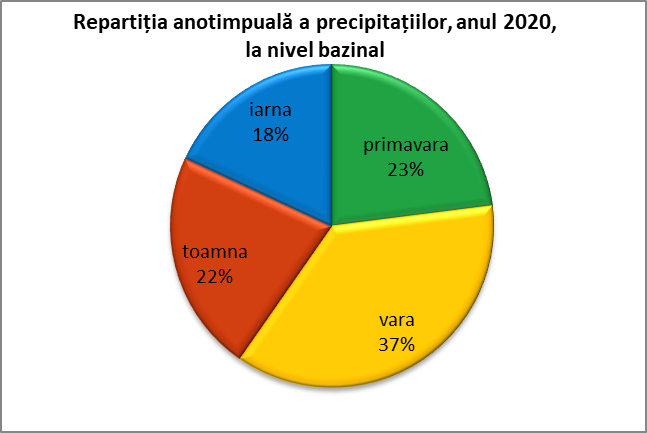 Repartiția anotimpuală a precipitațiilor, anul 2020,
la nivel bazinal
iarna
18%
primavara
23%
toamna
22%
vara
37%